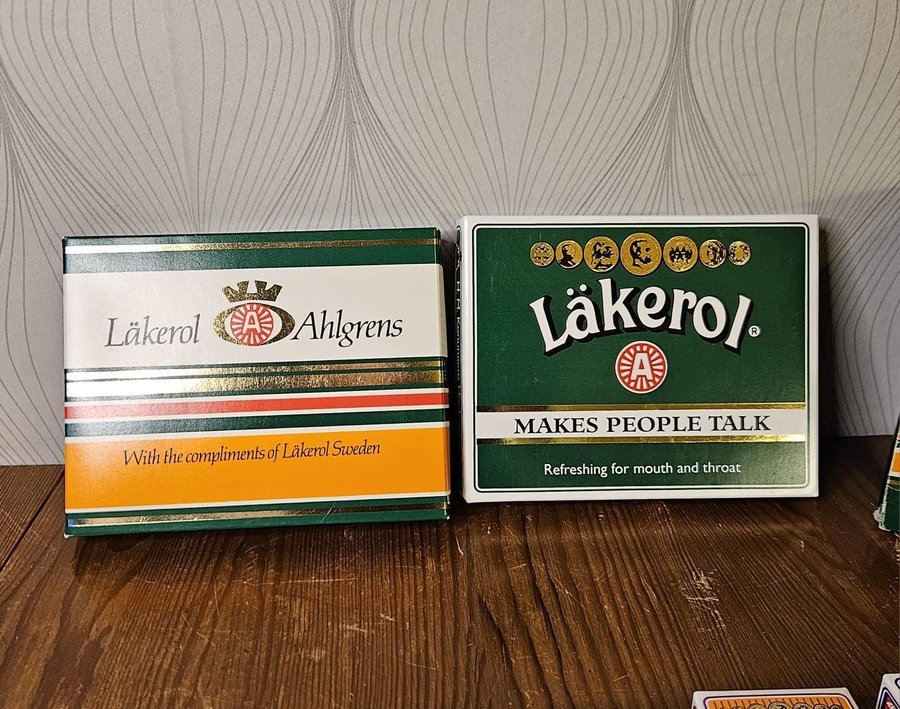 Läkerol A Ahlgrens
With the compliments of Läkerol Sweden
Läkerol®
A
MAKES PEOPLE TALK
Refreshing for mouth and throat